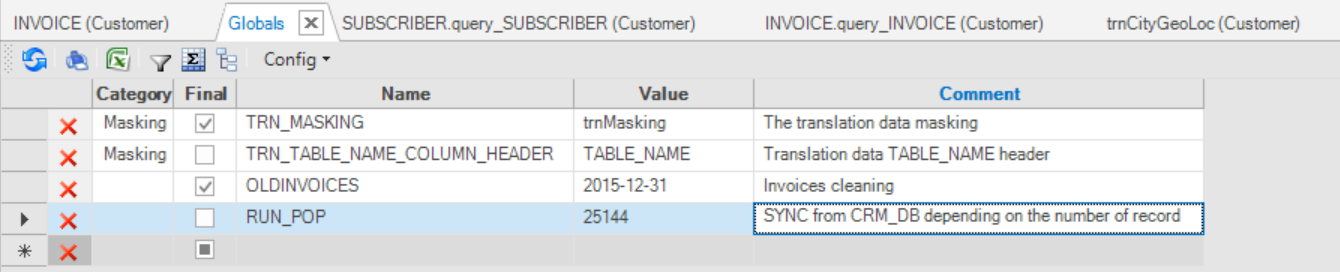 INVOICE (Customer) Globals SUBSCRIBER.query_SUBSCRIBER (Customer) INVOICE.query_INVOICE (Customer) trnCityGeoLoc (Customer)
Config
Category Final Name Value Comment
Masking TRN_MASKING trnMasking The translation data masking
Masking TRN_TABLE_NAME_COLUMN_HEADER TABLE_NAME Translation data TABLE_NAME header
OLDINVOICES 2015-12-31 Invoices cleaning
RUN_POP 25144 SYNC from CRM_DB depending on the number of record